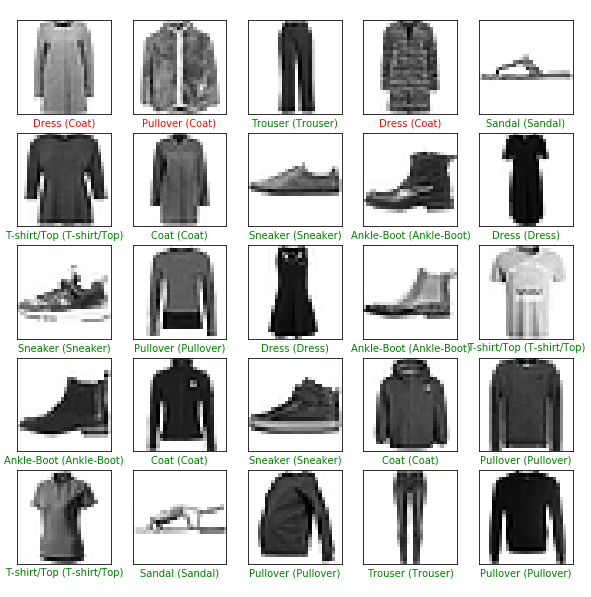 Dress (Coat)
Pullover (Coat)
Trouser (Trouser)
Dress (Coat)
Sandal (Sandal)
T-shirt/Top (T-shirt/Top)
Coat (Coat)
Sneaker (Sneaker)
Ankle-Boot (Ankle-Boot)
Dress (Dress)
Sneaker (Sneaker)
Pullover (Pullover)
Dress (Dress)
Ankle-Boot (Ankle-Boot)
T-shirt/Top (T-shirt/Top)
Ankle-Boot (Ankle-Boot)
Coat (Coat)
Sneaker (Sneaker)
Coat (Coat)
Pullover (Pullover)
T-shirt/Top (T-shirt/Top)
Sandal (Sandal)
Pullover (Pullover)
Trouser (Trouser)
Pullover (Pullover)